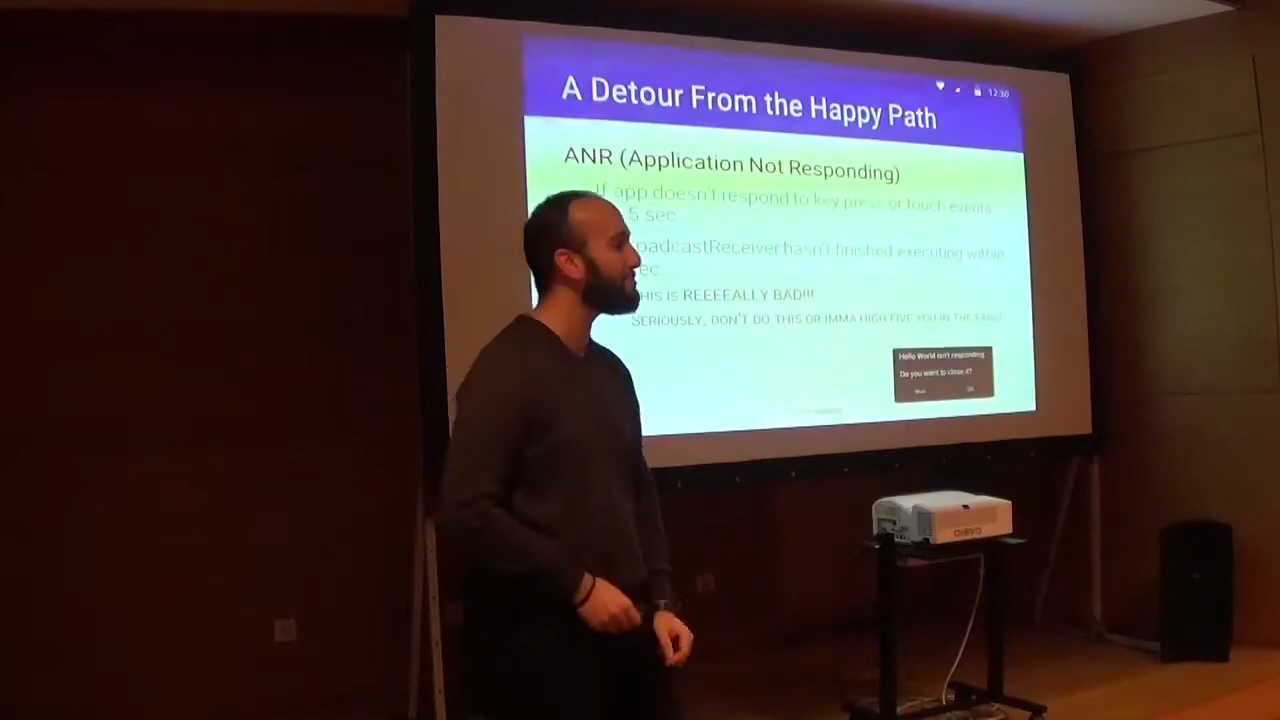 12:30
A Detour From the Happy Path
ANR (Application Not Responding)
If app doesn't respond to key press or touch events
5 sec
oadcastReceiver hasn't finished executing within
ec
HIS IS REEEEALLY BAD!!!
SERIOUSLY, DON'T DO THIS OR IMMA HIGH FIVE YOU IN THE FACE!
Hello World isn't responding.
Do you want to close it?
Wait OK
CASIO